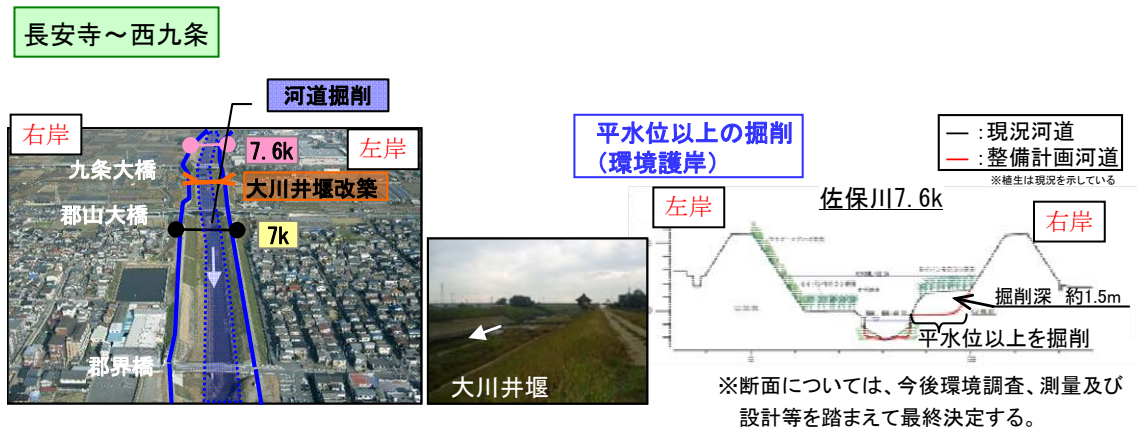 長安寺～西九条
河道掘削
右岸
左岸
7.6k
九条大橋
大川井堰改築
郡山大橋
7k
郡界橋
大川井堰
平水位以上の掘削
(環境護岸)
― :現況河道
― :整備計画河道
※植生は現況を示している
佐保川7.6k
左岸
右岸
掘削深 約1.5m
平水位以上を掘削
※断面については、今後環境調査、測量及び
設計等を踏まえて最終決定する。